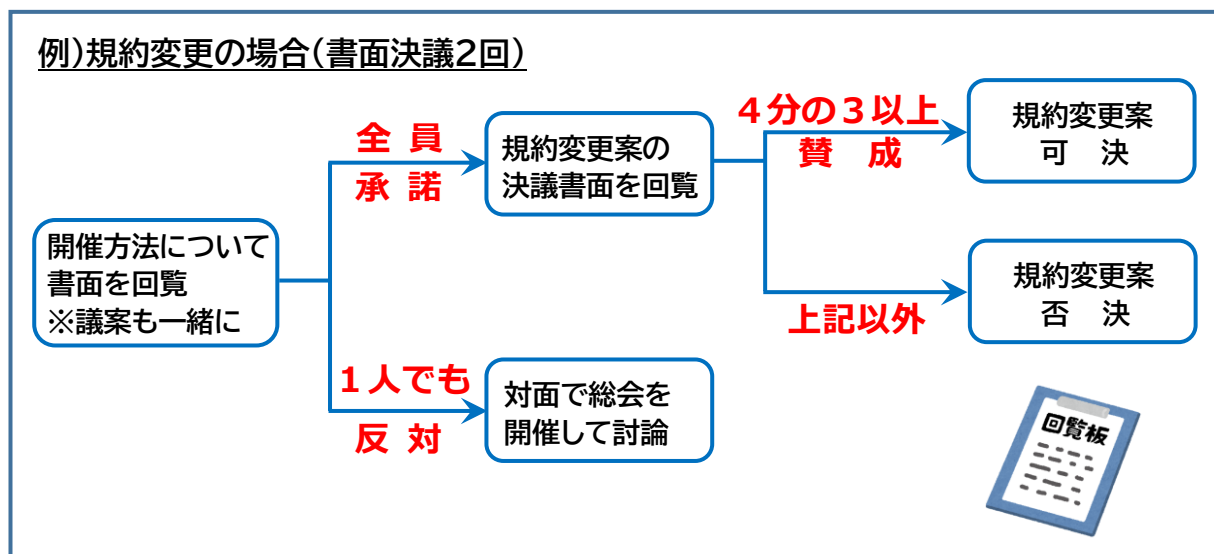 例)規約変更の場合(書面決議2回)
開催方法について
書面を回覧
※議案も一緒に
全員
承諾
規約変更案の
決議書面を回覧
4分の3以上
賛成
規約変更案
可決
上記以外
規約変更案
否決
1人でも
反対
対面で総会を
開催して討論
回覧板